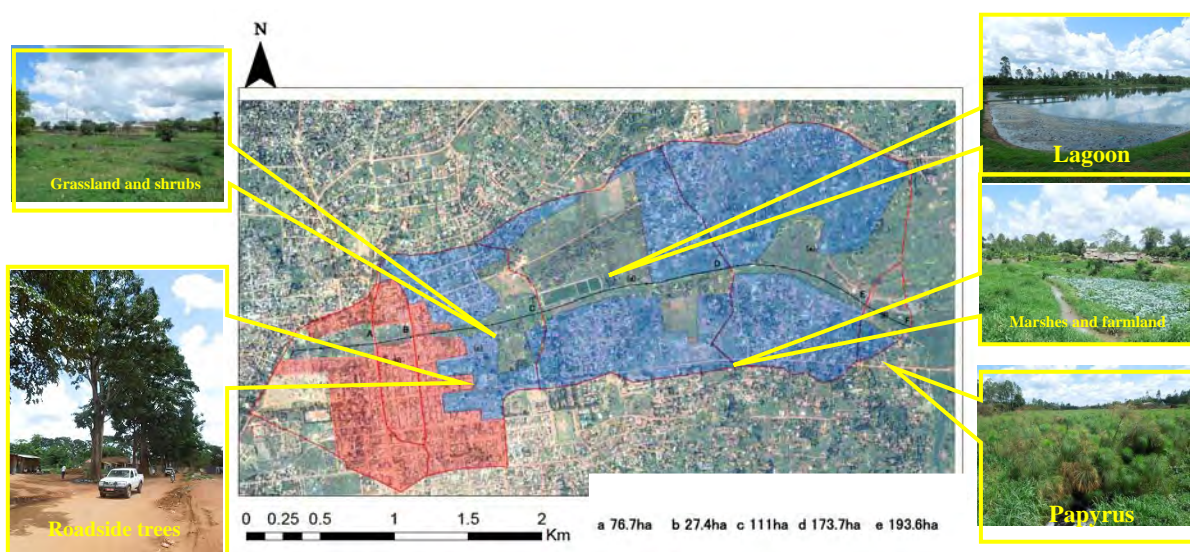 N
Grassland and shrubs
Lagoon
Marshes and farmland
Roadside trees
Papyrus
A
B
C
D
E
0 0.25 0.5 1 1.5 2
Km
a 76.7ha b 27.4ha c 111ha d 173.7ha e 193.6ha